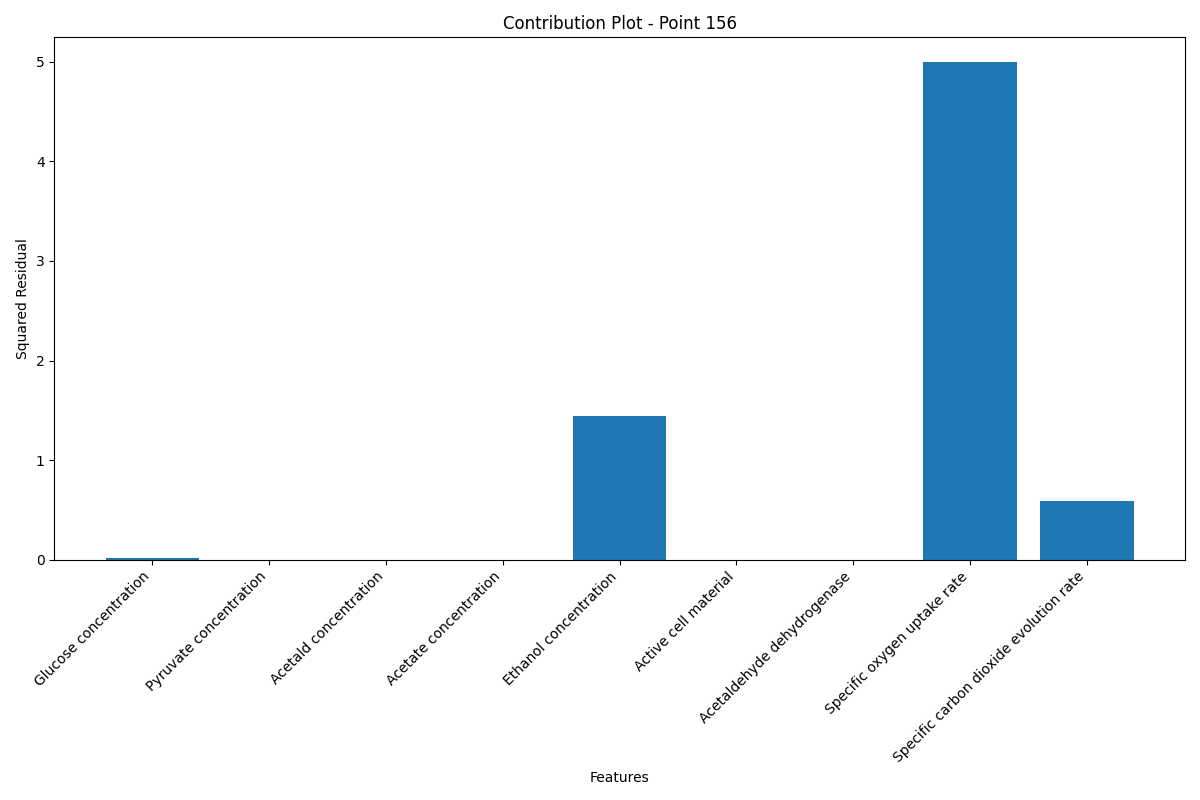 Contribution Plot - Point 156
Squared Residual
5
4
3
2
1
0
Glucose concentration
Pyruvate concentration
Acetald concentration
Acetate concentration
Ethanol concentration
Active cell material
Acetaldehyde dehydrogenase
Specific oxygen uptake rate
Specific carbon dioxide evolution rate
Features